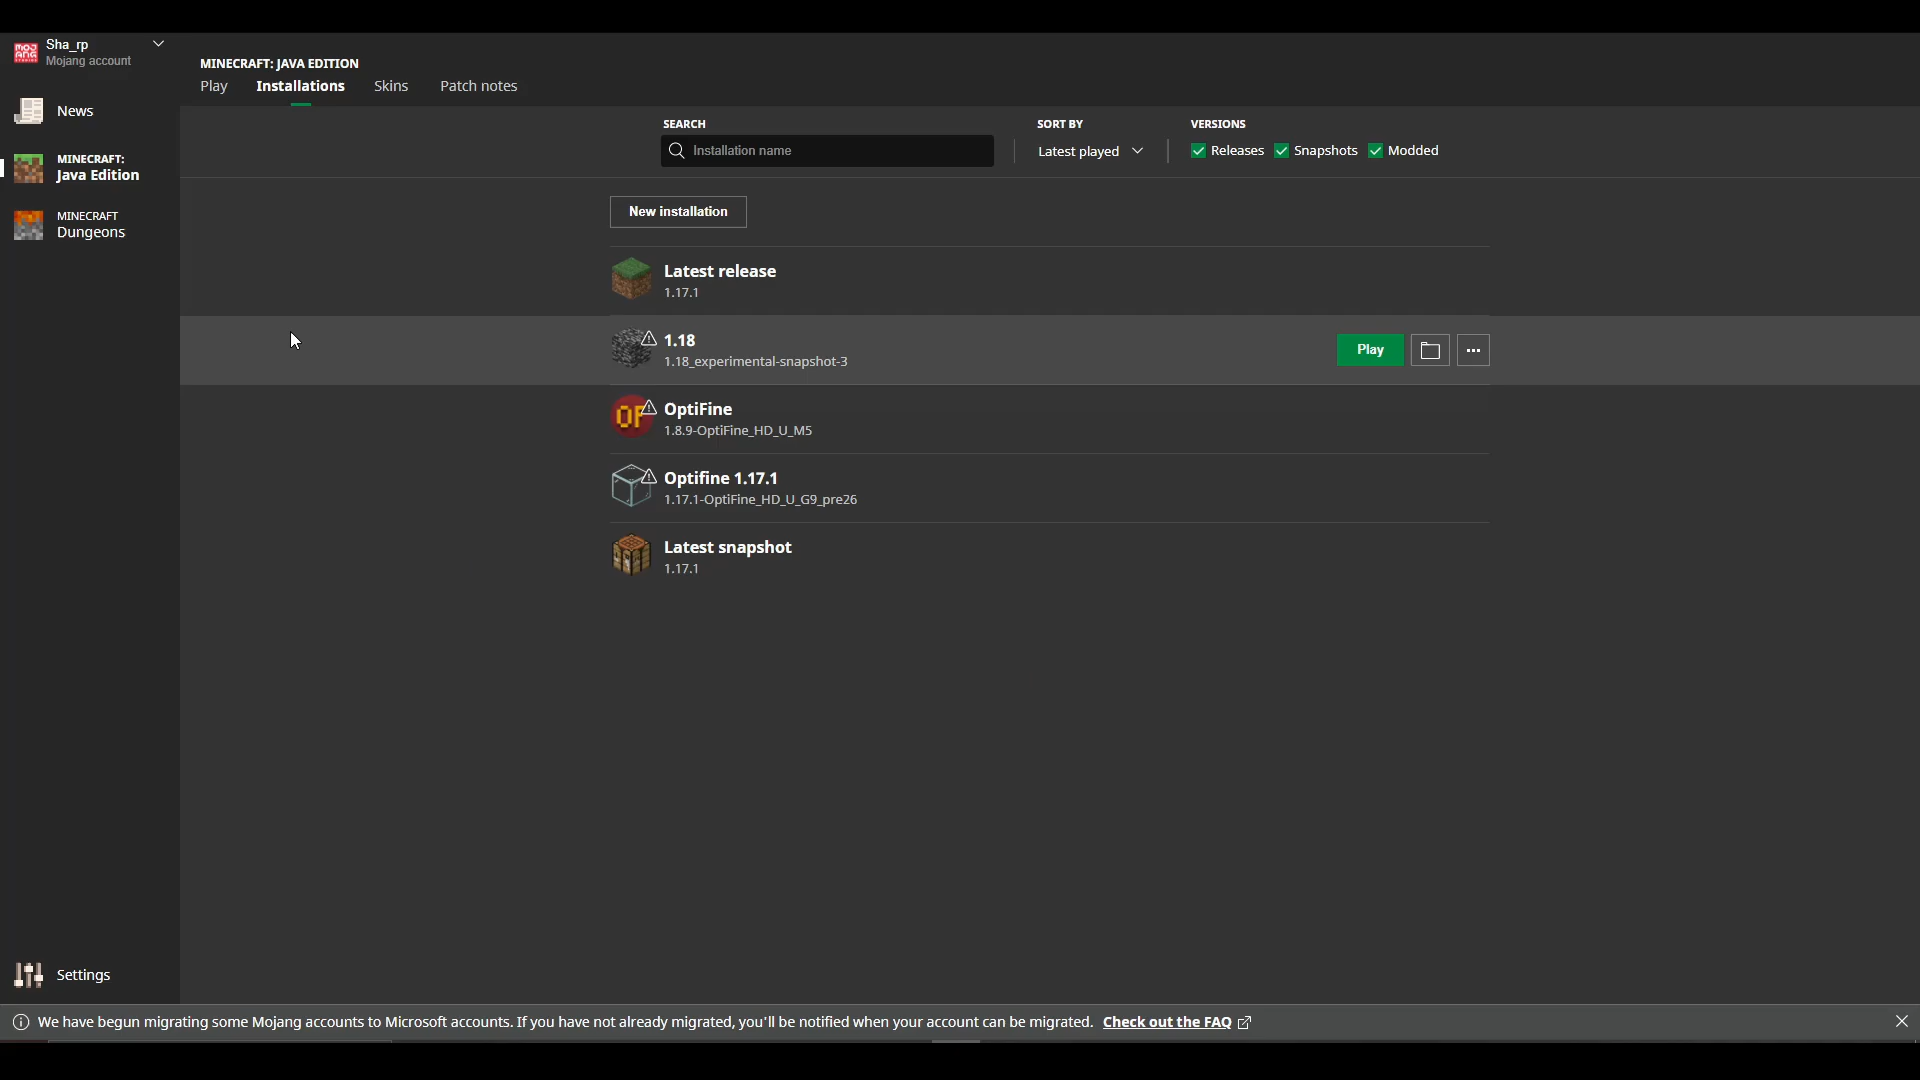 Sha_rp
Mojang account
News
MINECRAFT:
Java Edition
MINECRAFT
Dungeons
Settings
MINECRAFT: JAVA EDITION
Play Installations Skins Patch notes
SEARCH
Installation name
SORT BY
Latest played
VERSIONS
Releases Snapshots Modded
New installation
Latest release
1.17.1
1.18
1.18_experimental-snapshot-3
Play
OF
OptiFine
1.8.9-OptiFine_HD_U_M5
Optifine 1.17.1
1.17.1-OptiFine_HD_U_G9_pre26
Latest snapshot
1.17.1
We have begun migrating some Mojang accounts to Microsoft accounts. If you have not already migrated, you'll be notified when your account can be migrated. Check out the FAQ